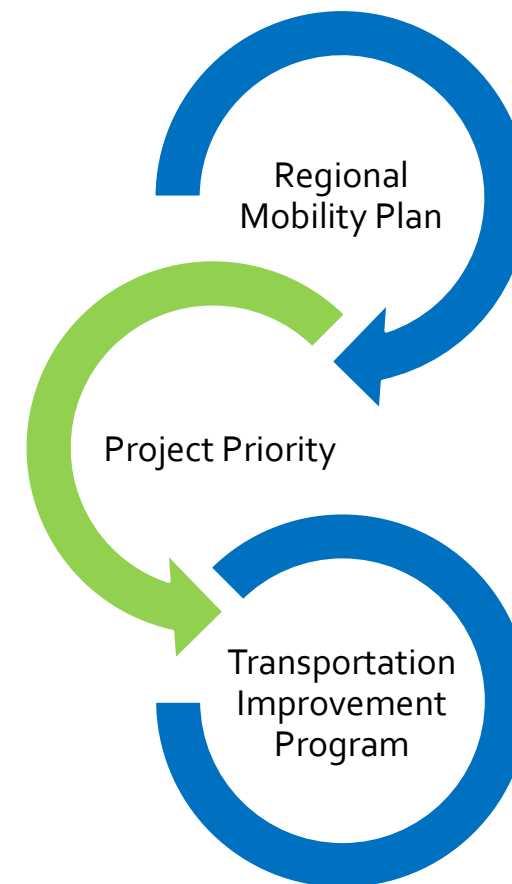 Regional
Mobility Plan
Project Priority
Transportation
Improvement
Program